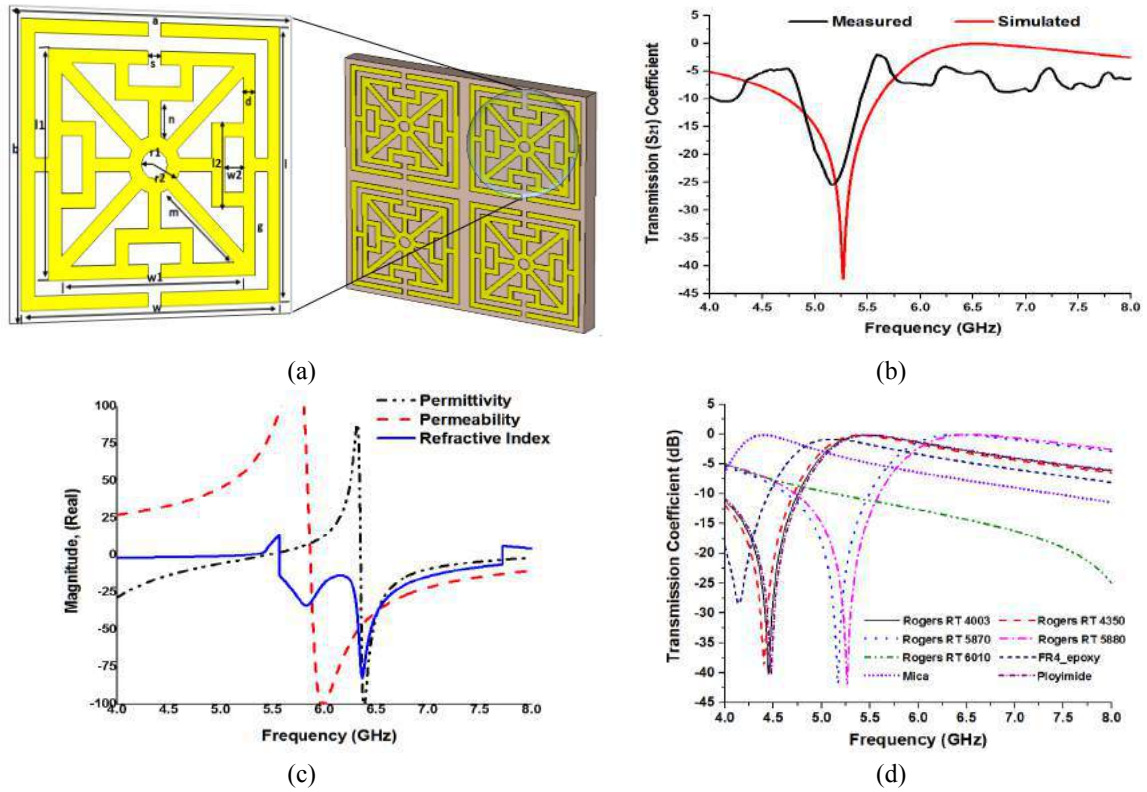 a
s
d
n
l1
b
l2
r1
w2
l
r2
m
g
w1
w
(a)
Measured
Simulated
Transmission (S21) Coefficient
5
0
-5
-10
-15
-20
-25
-30
-35
-40
-45
4.0 4.5 5.0 5.5 6.0 6.5 7.0 7.5 8.0
Frequency (GHz)
(b)
Permittivity
Permeability
Refractive Index
Magnitude, (Real)
100
75
50
25
0
-25
-50
-75
-100
4.0 4.5 5.0 5.5 6.0 6.5 7.0 7.5 8.0
Frequency (GHz)
(c)
Transmission Coefficient (dB)
5
0
-5
-10
-15
-20
-25
-30
-35
-40
-45
Rogers RT 4003 Rogers RT 4350
Rogers RT 5870 Rogers RT 5880
Rogers RT 6010 FR4_epoxy
Mica Ployimide
4.0 4.5 5.0 5.5 6.0 6.5 7.0 7.5 8.0
Frequency (GHz)
(d)